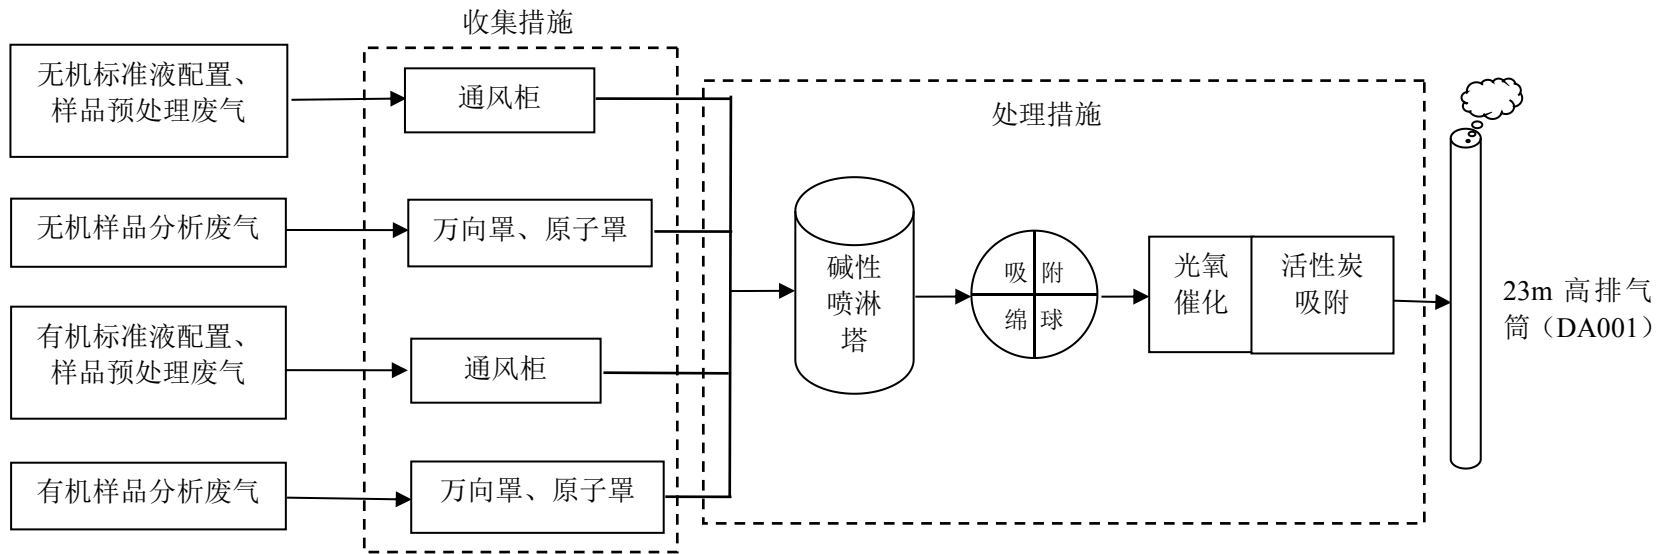 收集措施
无机标准液配置、
样品预处理废气
通风柜
处理措施
无机样品分析废气
万向罩、原子罩
碱性
喷淋
塔
吸附
绵球
光氧
催化
活性炭
吸附
23m 高排气
筒（DA001）
有机标准液配置、
样品预处理废气
通风柜
有机样品分析废气
万向罩、原子罩